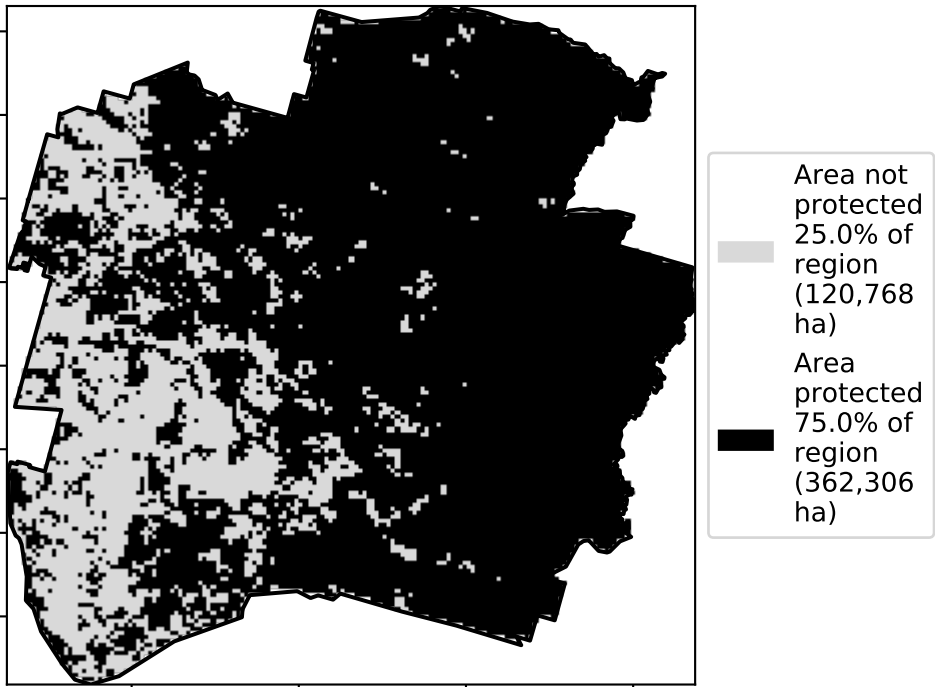 Area not
protected
25.0% of
region
(120,768
ha)
Area
protected
75.0% of
region
(362,306
ha)